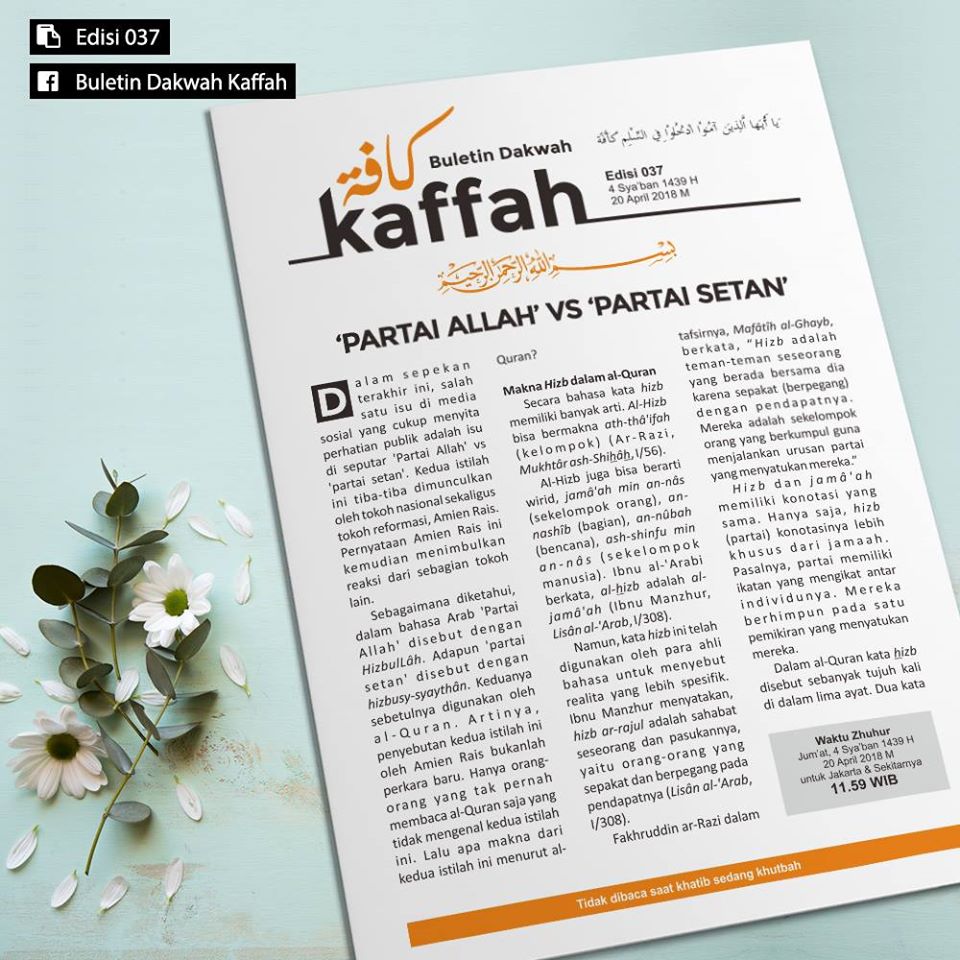 Edisi 037
Buletin Dakwah Kaffah
كافة
Buletin Dakwah
kaffah
يَا أَيُّهَا الَّذِينَ آمَنُوا ادْخُلُوا فِي السِّلْمِ كَافَّةً
Edisi 037
4 Sya'ban 1439 H
20 April 2018 M
بِسْمِ اللهِ الرَّحْمٰنِ الرَّحِيْمِ
'PARTAI ALLAH' VS 'PARTAI SETAN'
Dalam sepekan
terakhir ini, salah
satu isu di media
sosial yang cukup menyita
perhatian publik adalah isu
di seputar 'Partai Allah' vs
'partai setan'. Kedua istilah
ini tiba-tiba dimunculkan
oleh tokoh nasional sekaligus
tokoh reformasi, Amien Rais.
Pernyataan Amien Rais ini
kemudian menimbulkan
reaksi dari sebagian tokoh
lain.
Sebagaimana diketahui,
dalam bahasa Arab 'Partai
Allah' disebut dengan
HizbulLâh. Adapun 'partai
setan' disebut dengan
hizbusy-syaythân. Keduanya
sebetulnya digunakan oleh
al-Quran. Artinya,
penyebutan kedua istilah ini
oleh Amien Rais bukanlah
perkara baru. Hanya orang-
orang yang tak pernah
membaca al-Quran saja yang
tidak mengenal kedua istilah
ini. Lalu apa makna dari
kedua istilah ini menurut al-
Quran?
Makna Hizb dalam al-Quran
Secara bahasa kata hizb
memiliki banyak arti. Al-Hizb
bisa bermakna ath-thâ'ifah
(kelompok) (Ar-Razi,
Mukhtâr ash-Shihâh, I/56).
Al-Hizb juga bisa berarti
wirid, jamâ'ah min an-nâs
(sekelompok orang), an-
nashîb (bagian), an-nûbah
(bencana), ash-shinfu min
an-nâs (sekelompok
manusia). Ibnu al-'Arabi
berkata, al-hizb adalah al-
jamâ'ah (Ibnu Manzhur,
Lisân al-'Arab, I/308).
Namun, kata hizb ini telah
digunakan oleh para ahli
bahasa untuk menyebut
realita yang lebih spesifik.
Ibnu Manzhur menyatakan,
hizb ar-rajul adalah sahabat
seseorang dan pasukannya,
yaitu orang-orang yang
sepakat dan berpegang pada
pendapatnya (Lisân al-'Arab,
I/308).
Fakhruddin ar-Razi dalam
tafsirnya, Mafâtîh al-Ghayb,
berkata, "Hizb adalah
teman-teman seseorang
yang berada bersama dia
karena sepakat (berpegang)
dengan pendapatnya.
Mereka adalah sekelompok
orang yang berkumpul guna
menjalankan urusan partai
yang menyatukan mereka."
Hizb dan jamâ'ah
memiliki konotasi yang
sama. Hanya saja, hizb
(partai) konotasinya lebih
khusus dari jamaah.
Pasalnya, partai memiliki
ikatan yang mengikat antar
individunya. Mereka
berhimpun pada satu
pemikiran yang menyatukan
mereka.
Dalam al-Quran kata hizb
disebut sebanyak tujuh kali
di dalam lima ayat. Dua kata
Waktu Zhuhur
Jum'at, 4 Sya'ban 1439 H
20 April 2018 M
untuk Jakarta & Sekitarnya
11.59 WIB
Tidak dibaca saat khatib sedang khutbah